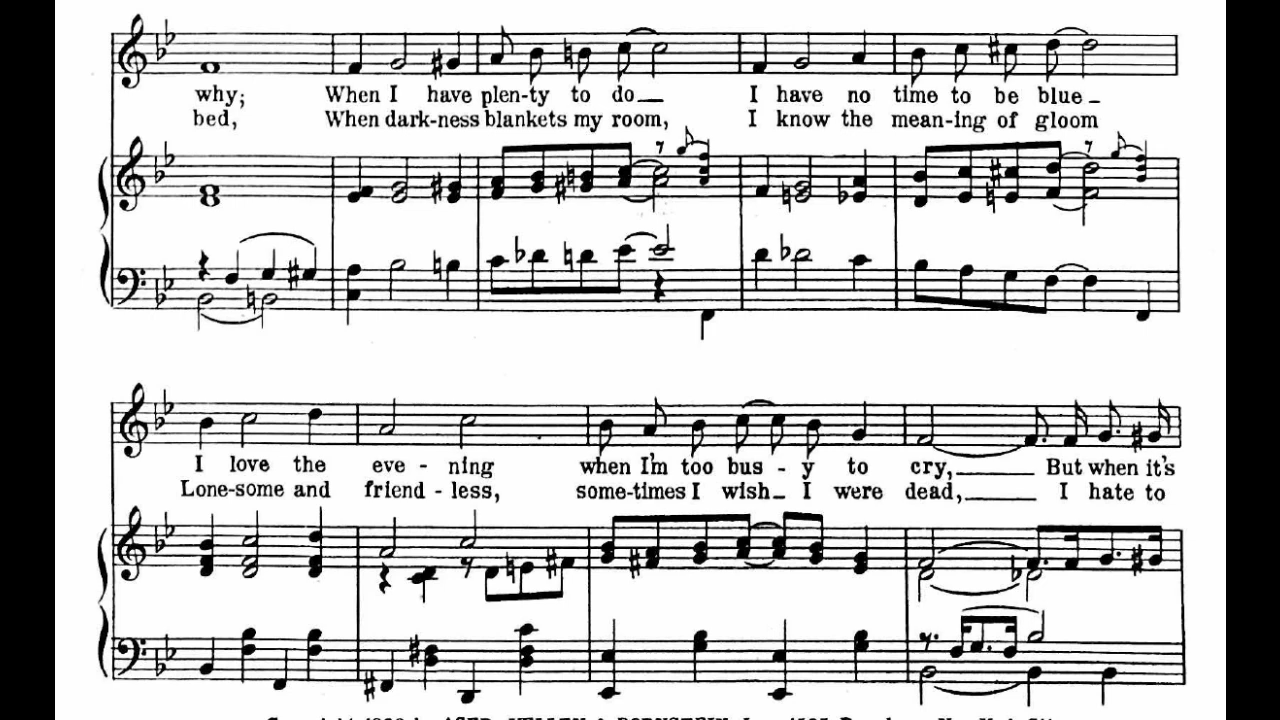 why; When I have plen-ty to do I have no time to be blue
bed, When dark-ness blankets my room, I know the mean-ing of gloom
I love the eve - ning when I'm too bus - y to cry, But when it's
Lone-some and friend - less, some-times I wish I were dead, I hate to